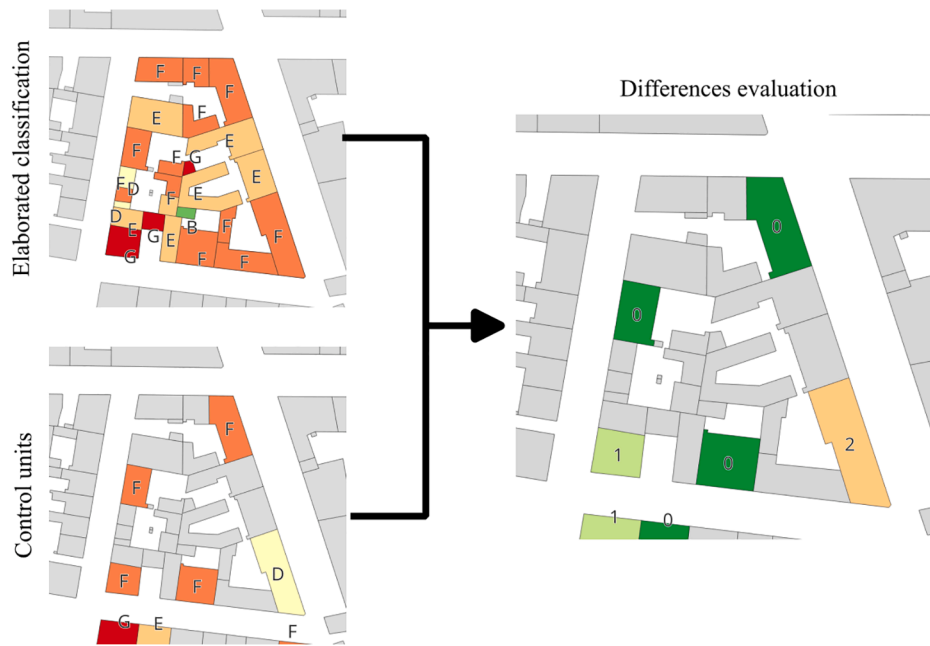 Elaborated classification
F F
F
F
E
E
F
F G
E
F D
E
F
D
B
F
E
G
E
F
F
F
G
Differences evaluation
0
0
2
1
0
1 0
Control units
F
F
D
F
F
G E
F